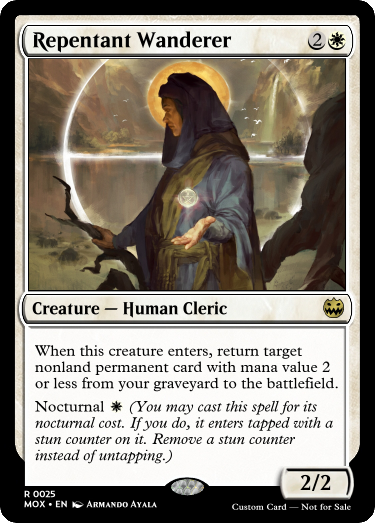 Repentant Wanderer 2
Creature — Human Cleric
When this creature enters, return target
nonland permanent card with mana value 2
or less from your graveyard to the battlefield.
Nocturnal (You may cast this spell for its
nocturnal cost. If you do, it enters tapped with a
stun counter on it. Remove a stun counter
instead of untapping.)
2/2
R 0025
MOX • EN Armando Ayala
Custom Card — Not for Sale